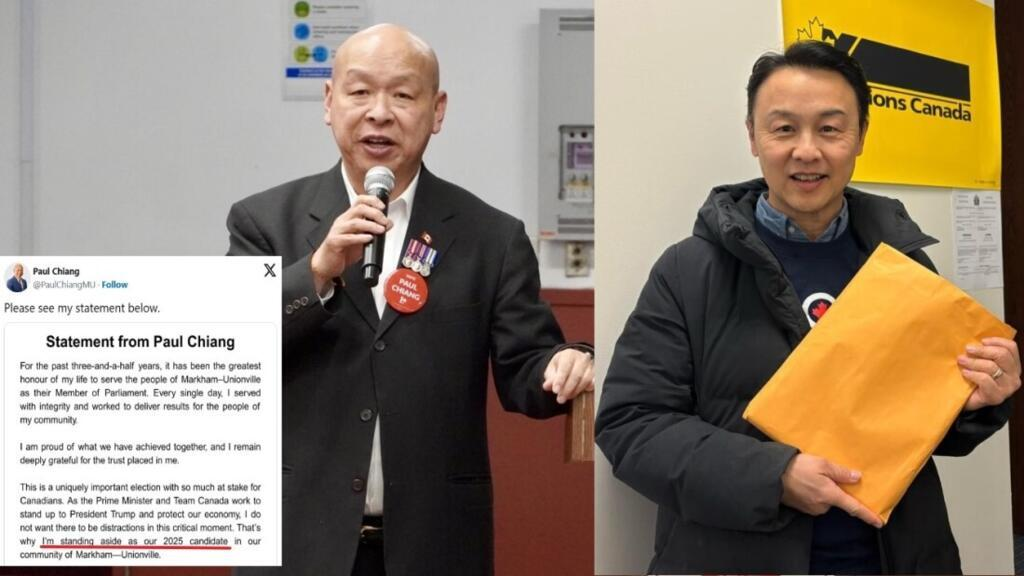 Paul Chiang
@PaulChiangMU · Follow
X
Please see my statement below.
Statement from Paul Chiang
For the past three-and-a-half years, it has been the greatest
honour of my life to serve the people of Markham–Unionville
as their Member of Parliament. Every single day, I served
with integrity and worked to deliver results for the people of
my community.
I am proud of what we have achieved together, and I remain
deeply grateful for the trust placed in me.
This is a uniquely important election with so much at stake for
Canadians. As the Prime Minister and Team Canada work to
stand up to President Trump and protect our economy, I do
not want there to be distractions in this critical moment. That's
why I'm standing aside as our 2025 candidate in our
community of Markham—Unionville.
PAUL
CHIANG
ions Canada